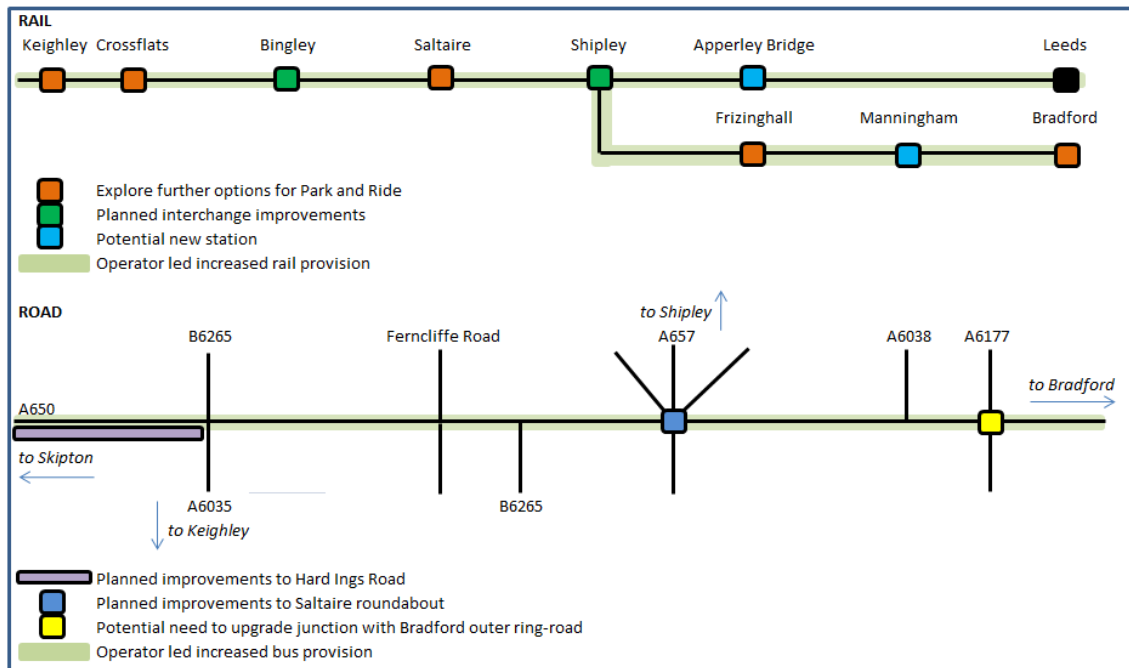 RAIL
Keighley Crossflats Bingley Saltaire Shipley Apperley Bridge Leeds
Frizinghall Manningham Bradford
Explore further options for Park and Ride
Planned interchange improvements
Potential new station
Operator led increased rail provision
ROAD
to Shipley
B6265 Ferncliffe Road A657 A6038 A6177
to Bradford
A650
to Skipton
A6035 B6265
to Keighley
Planned improvements to Hard Ings Road
Planned improvements to Saltaire roundabout
Potential need to upgrade junction with Bradford outer ring-road
Operator led increased bus provision